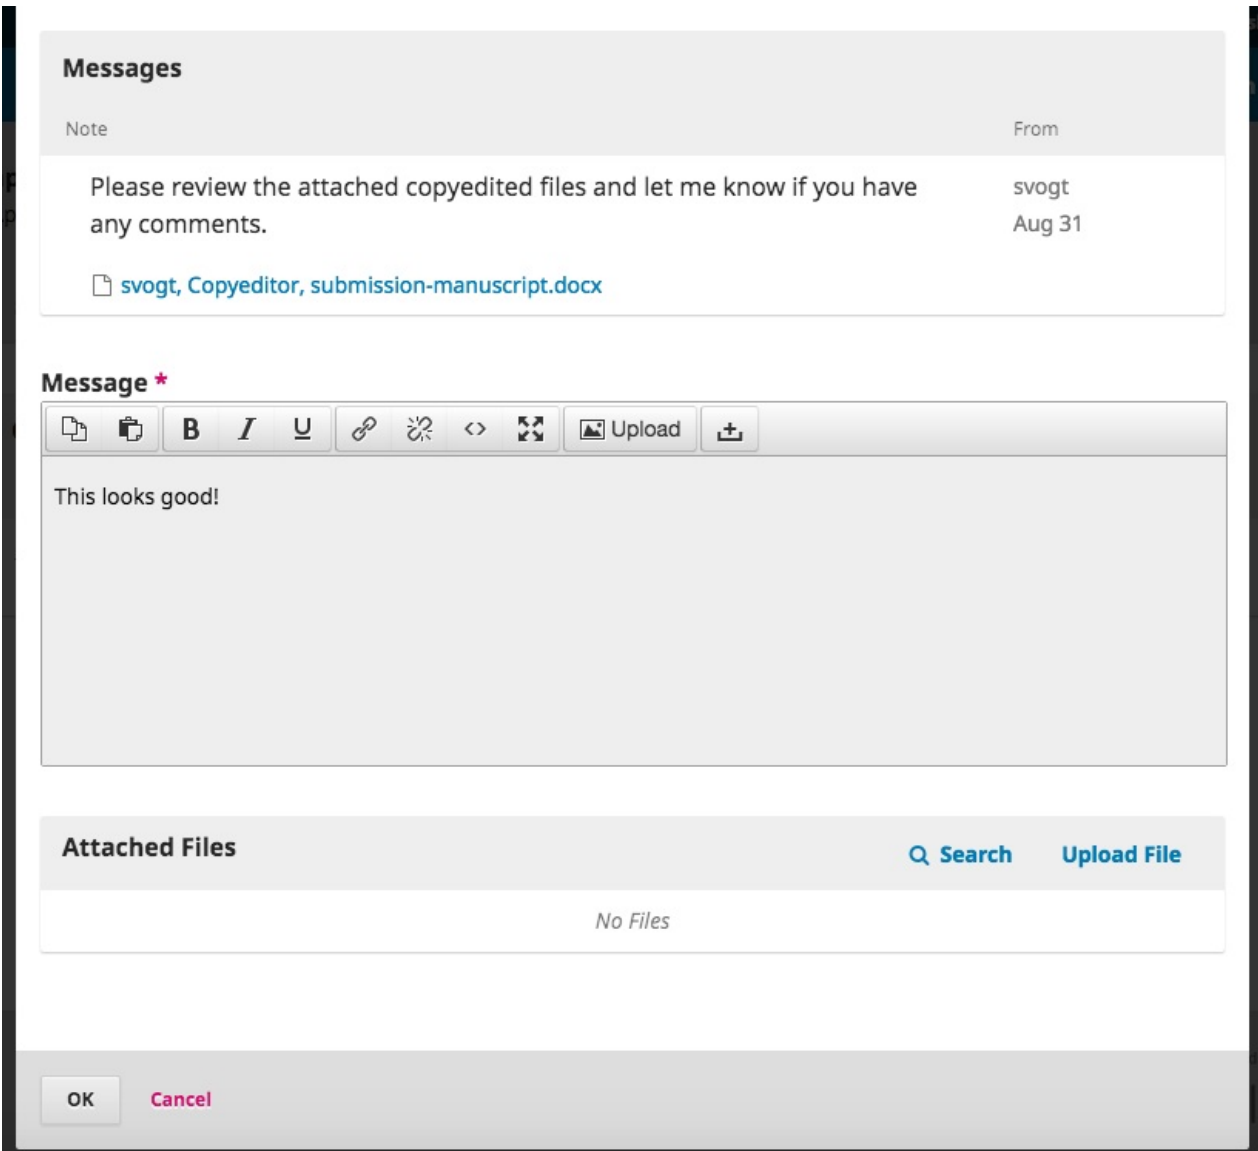 Messages
Note From
Please review the attached copyedited files and let me know if you have svogt
any comments. Aug 31
svogt, Copyeditor, submission-manuscript.docx
Message *
B I U <> Upload
This looks good!
Attached Files Search Upload File
No Files
OK Cancel